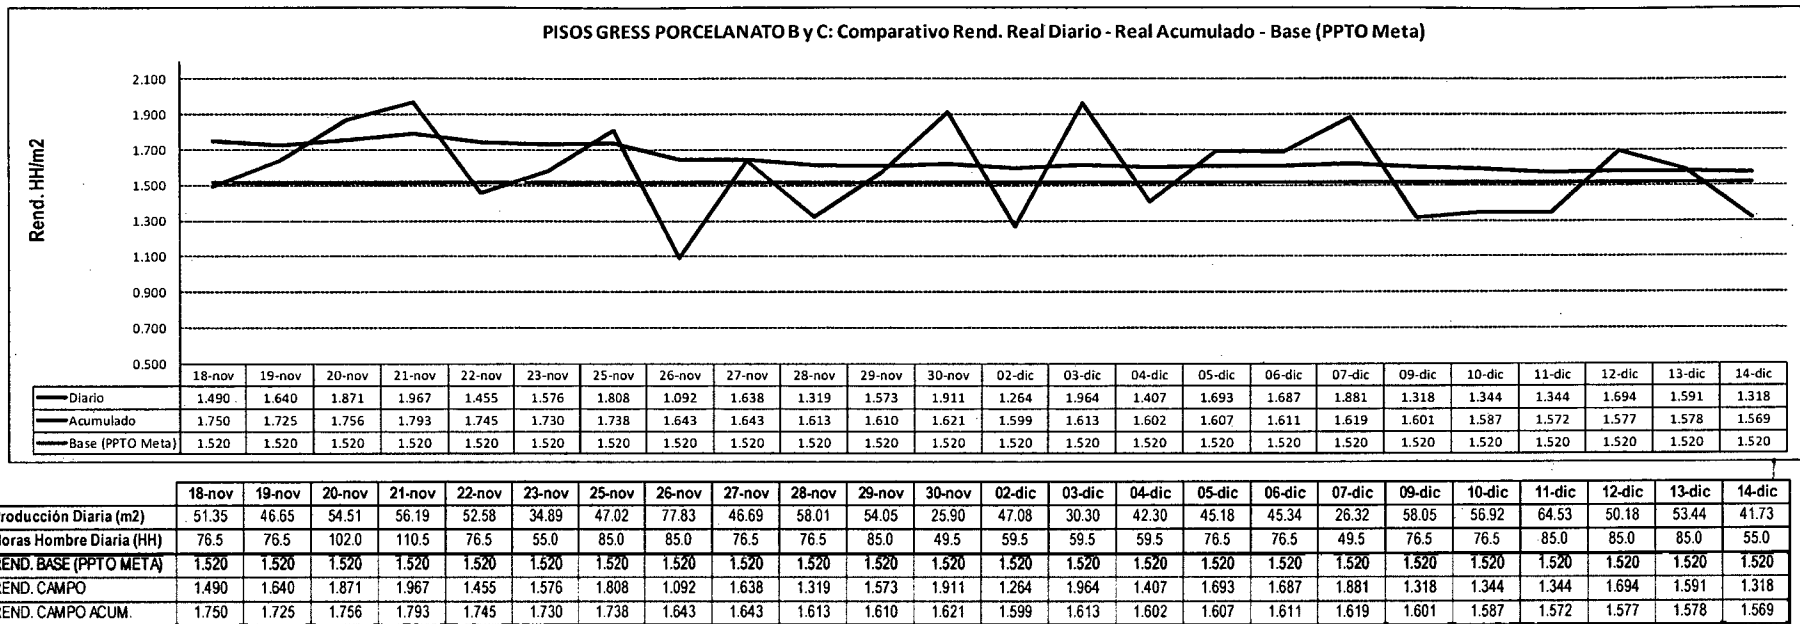 PISOS GRESS PORCELANATO B y C: Comparativo Rend. Real Diario - Real Acumulado - Base (PPTO Meta)
Rend. HH/m2
2.100
1.900
1.700
1.500
1.300
1.100
0.900
0.700
0.500
18-nov 19-nov 20-nov 21-nov 22-nov 23-nov 25-nov 26-nov 27-nov 28-nov 29-nov 30-nov 02-dic 03-dic 04-dic 05-dic 06-dic 07-dic 09-dic 10-dic 11-dic 12-dic 13-dic 14-dic
Diario 1.490 1.640 1.871 1.967 1.455 1.576 1.808 1.092 1.638 1.319 1.573 1.911 1.264 1.964 1.407 1.693 1.687 1.881 1.318 1.344 1.344 1.694 1.591 1.318
Acumulado 1.750 1.725 1.756 1.793 1.745 1.730 1.738 1.643 1.643 1.613 1.610 1.621 1.599 1.613 1.602 1.607 1.611 1.619 1.601 1.587 1.572 1.577 1.578 1.569
Base (PPTO Meta) 1.520 1.520 1.520 1.520 1.520 1.520 1.520 1.520 1.520 1.520 1.520 1.520 1.520 1.520 1.520 1.520 1.520 1.520 1.520 1.520 1.520 1.520 1.520 1.520
18-nov 19-nov 20-nov 21-nov 22-nov 23-nov 25-nov 26-nov 27-nov 28-nov 29-nov 30-nov 02-dic 03-dic 04-dic 05-dic 06-dic 07-dic 09-dic 10-dic 11-dic 12-dic 13-dic 14-dic
roducción Diaria (m2) 51.35 46.65 54.51 56.19 52.58 34.89 47.02 77.83 46.69 58.01 54.05 25.90 47.08 30.30 42.30 45.18 45.34 26.32 58.05 56.92 64.53 50.18 53.44 41.73
oras Hombre Diaria (HH) 76.5 76.5 102.0 110.5 76.5 55.0 85.0 85.0 76.5 76.5 85.0 49.5 59.5 59.5 59.5 76.5 76.5 49.5 76.5 76.5 85.0 85.0 85.0 55.0
REND. BASE (PPTO META) 1.520 1.520 1.520 1.520 1.520 1.520 1.520 1.520 1.520 1.520 1.520 1.520 1.520 1.520 1.520 1.520 1.520 1.520 1.520 1.520 1.520 1.520 1.520 1.520
REND. CAMPO 1.490 1.640 1.871 1.967 1.455 1.576 1.808 1.092 1.638 1.319 1.573 1.911 1.264 1.964 1.407 1.693 1.687 1.881 1.318 1.344 1.344 1.694 1.591 1.318
REND. CAMPO ACUM. 1.750 1.725 1.756 1.793 1.745 1.730 1.738 1.643 1.643 1.613 1.610 1.621 1.599 1.613 1.602 1.607 1.611 1.619 1.601 1.587 1.572 1.577 1.578 1.569